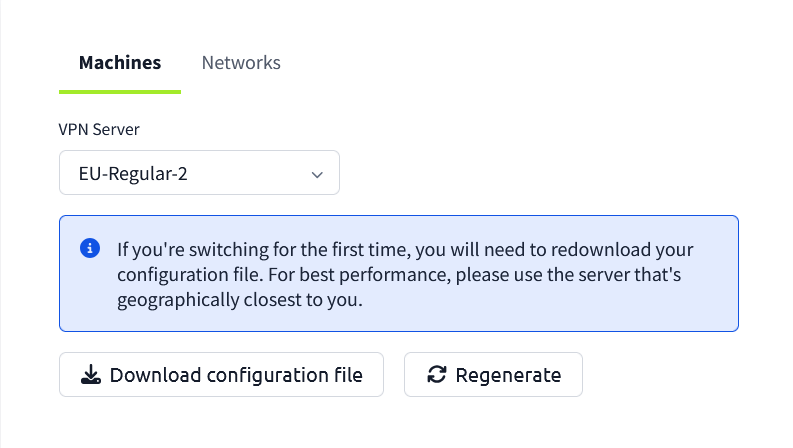 Machines Networks
VPN Server
EU-Regular-2
If you're switching for the first time, you will need to redownload your
configuration file. For best performance, please use the server that's
geographically closest to you.
Download configuration file Regenerate